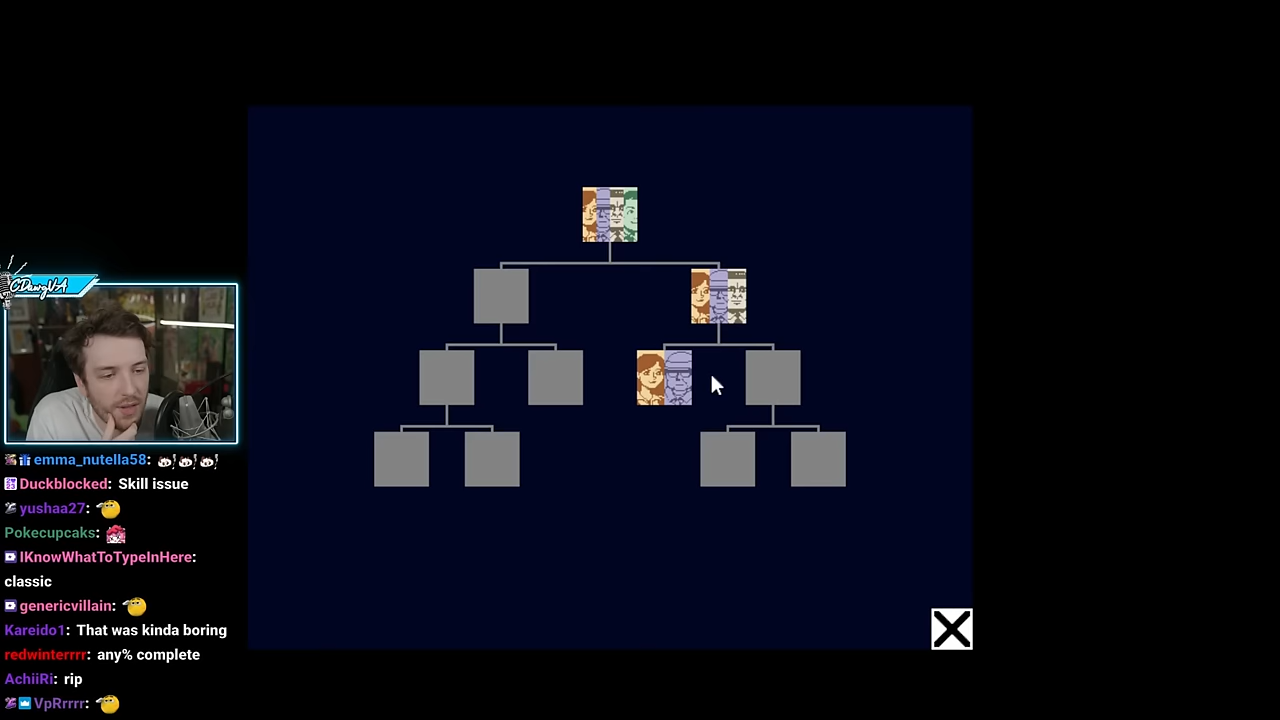 CDawgVA
emma_nutella58:
Duckblocked: Skill issue
yushaa27:
Pokecupcaks:
IKnowWhatToTypeInHere:
classic
genericvillain:
Kareido1: That was kinda boring
redwinterrrr: any% complete
AchiiRi: rip
VpRrrrr: